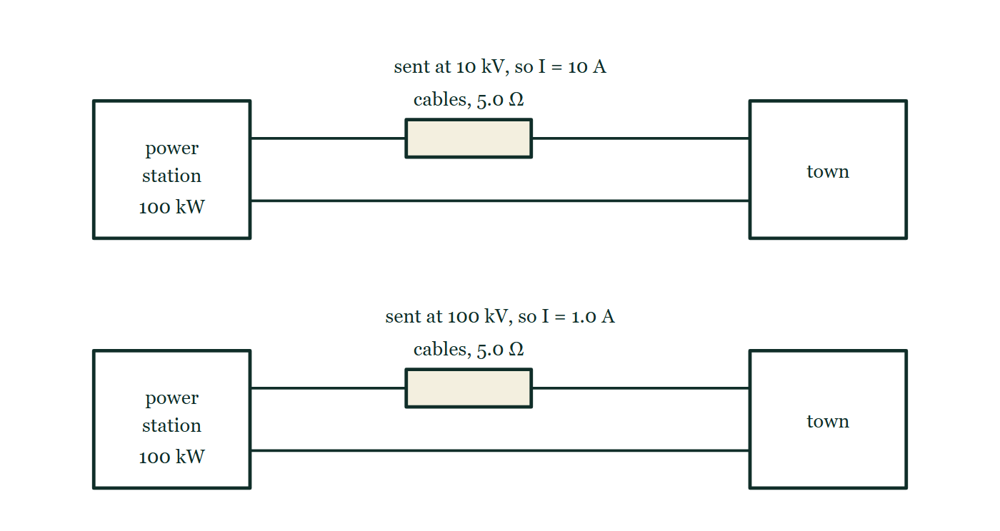 sent at 10 kV, so I = 10 A
cables, 5.0 Ω
power
station
100 kW
town
sent at 100 kV, so I = 1.0 A
cables, 5.0 Ω
power
station
100 kW
town